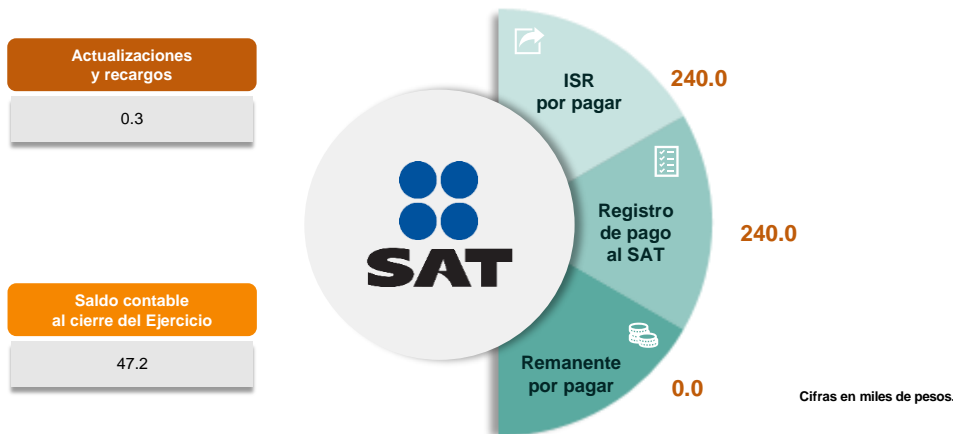 Actualizaciones
y recargos
0.3
Saldo contable
al cierre del Ejercicio
47.2
SAT
ISR
por pagar
240.0
Registro
de pago
al SAT
240.0
Remanente
por pagar
0.0
Cifras en miles de pesos.